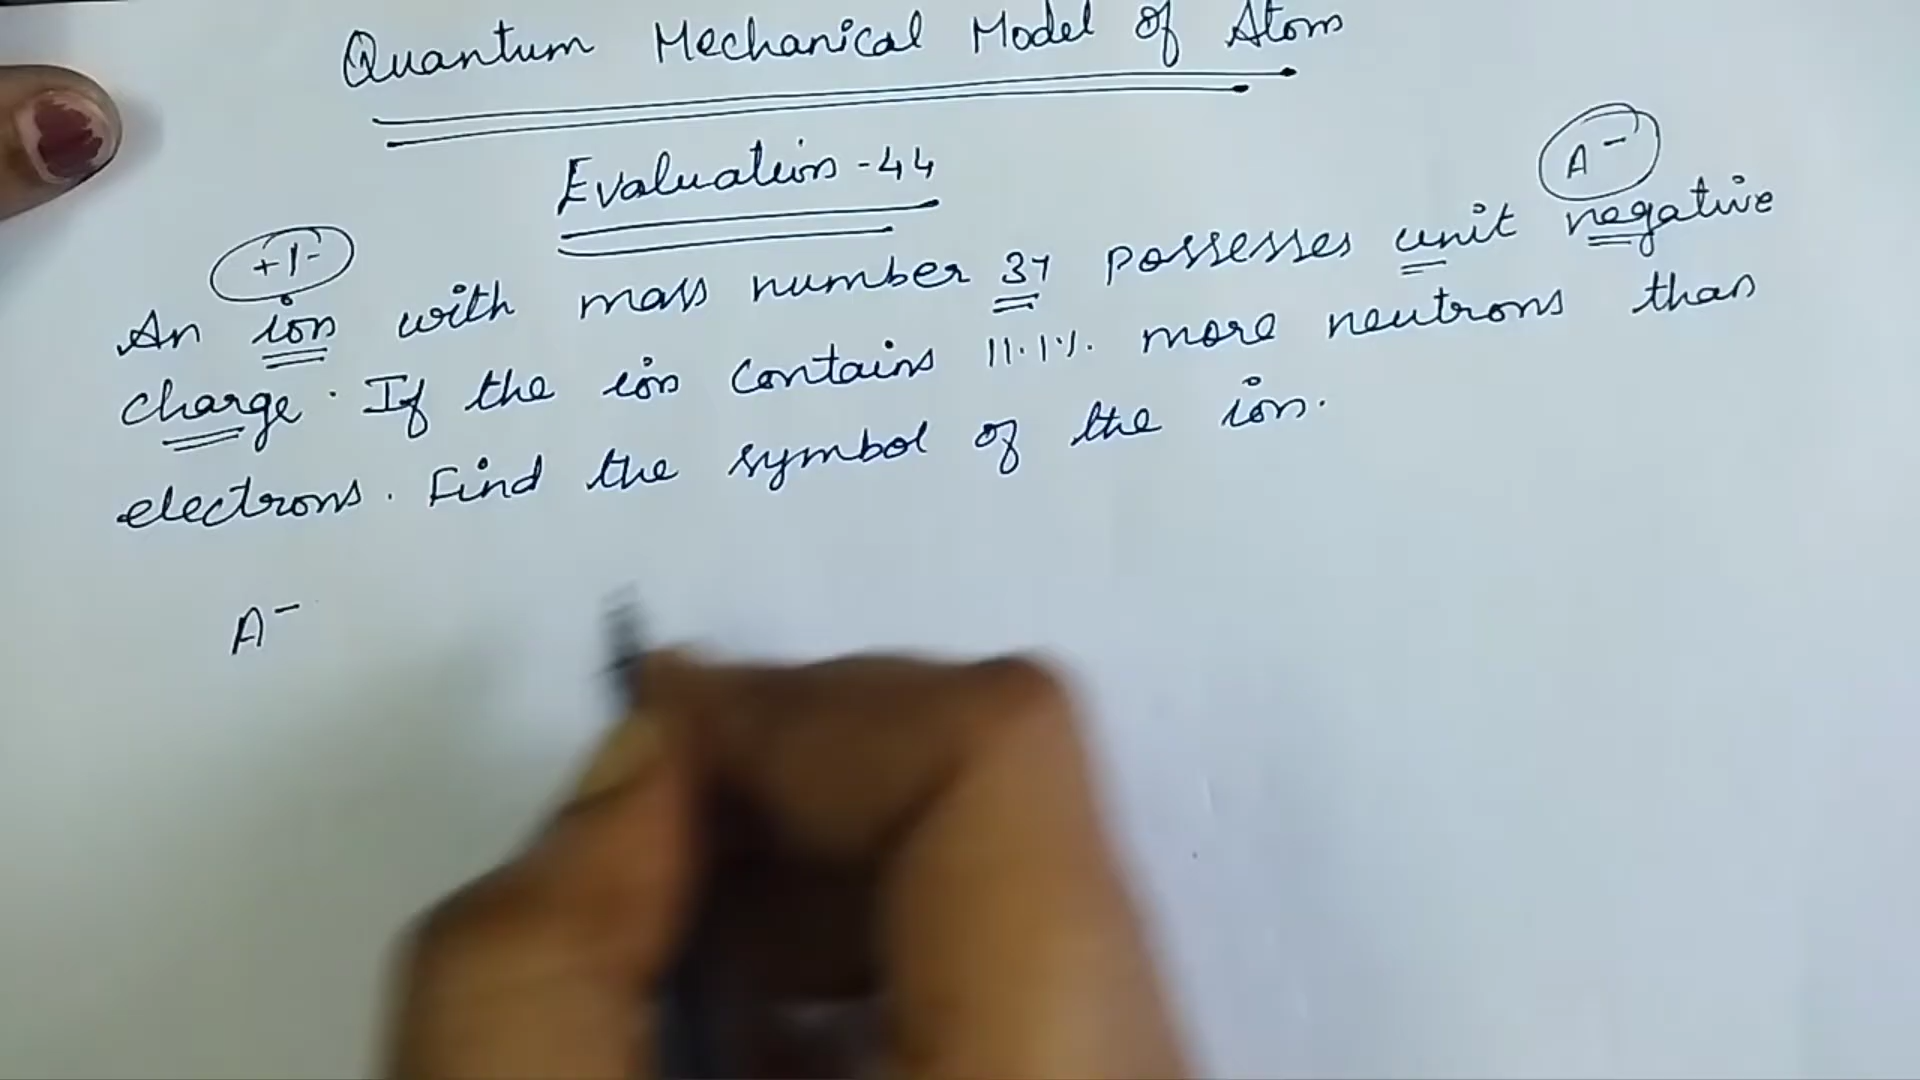 Quantum Mechanical Model of Atom
Evaluation-44
A⁻
+/-
An ion with mass number 37 possesses unit negative
charge. If the ion contains 11.1%. more neutrons than
electrons. Find the symbol of the ion.
A⁻